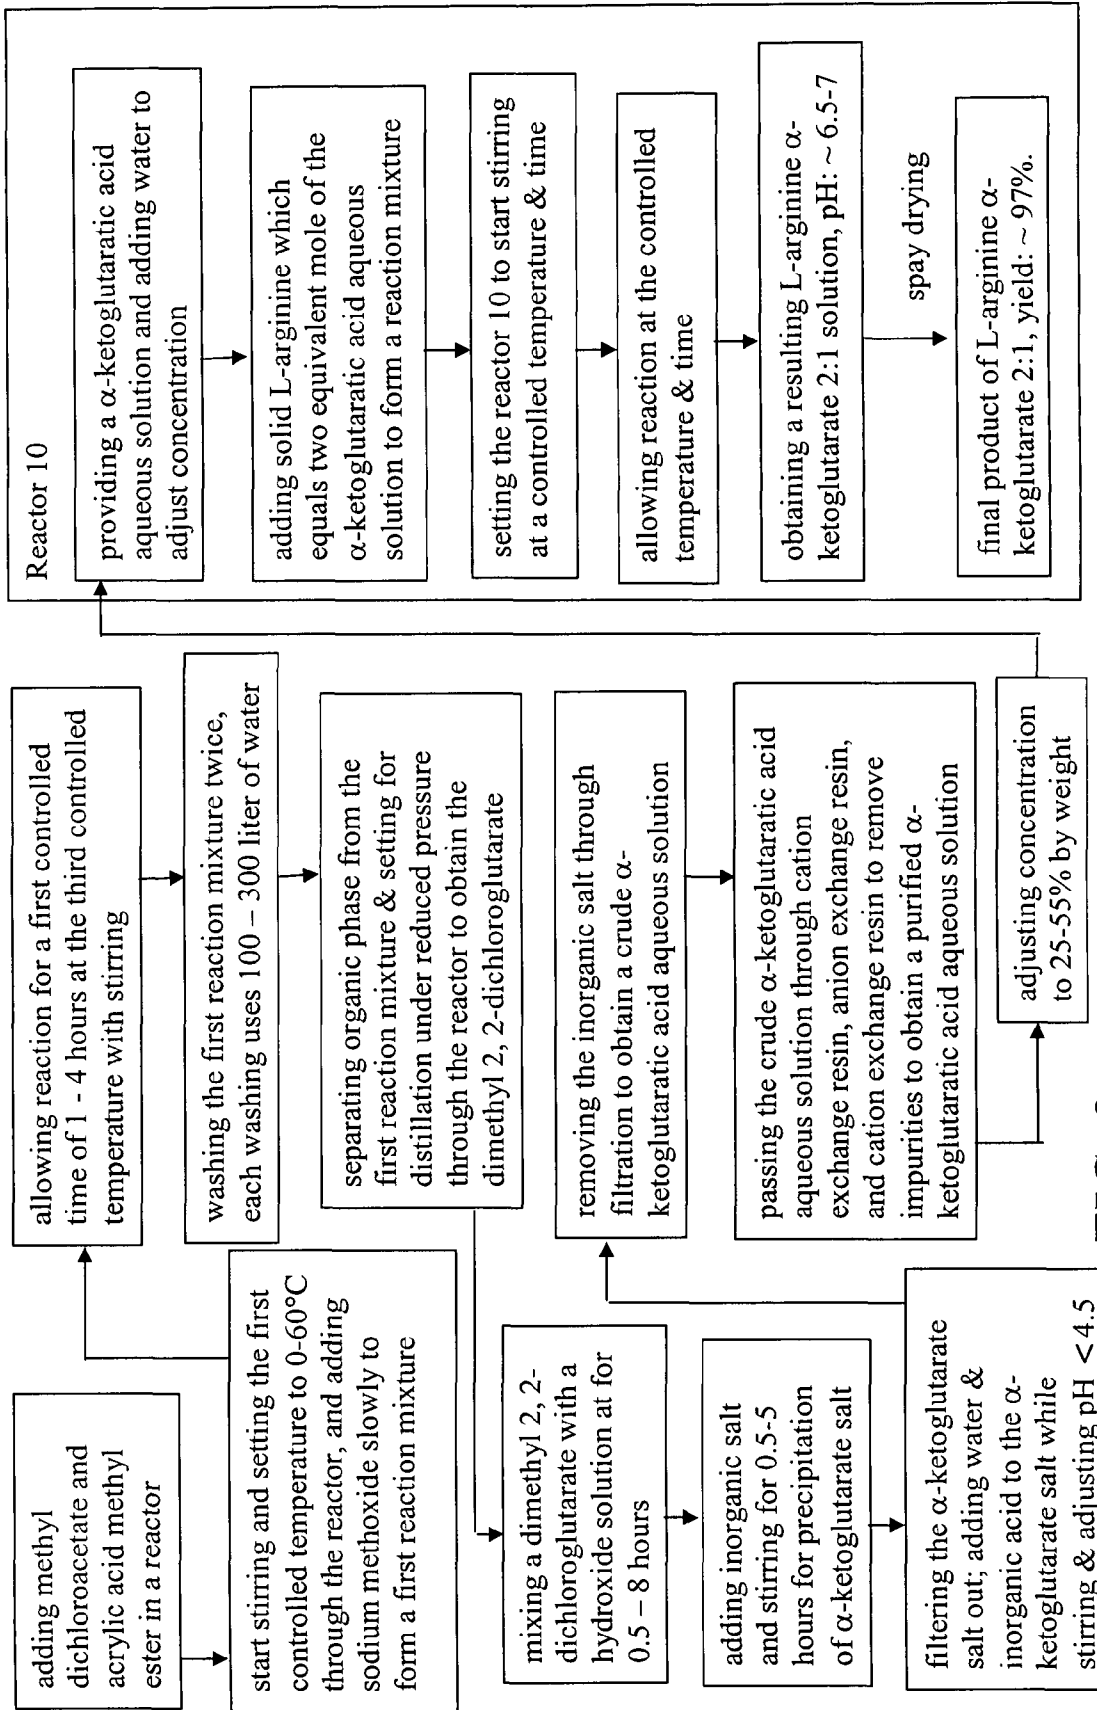 adding methyl
dichloroacetate and
acrylic acid methyl
ester in a reactor
start stirring and setting the first
controlled temperature to 0-60°C
through the reactor, and adding
sodium methoxide slowly to
form a first reaction mixture
allowing reaction for a first controlled
time of 1 - 4 hours at the third controlled
temperature with stirring
washing the first reaction mixture twice,
each washing uses 100 – 300 liter of water
separating organic phase from the
first reaction mixture & setting for
distillation under reduced pressure
through the reactor to obtain the
dimethyl 2, 2-dichloroglutarate
mixing a dimethyl 2, 2-
dichloroglutarate with a
hydroxide solution at for
0.5 – 8 hours
adding inorganic salt
and stirring for 0.5-5
hours for precipitation
of α-ketoglutarate salt
filtering the α-ketoglutarate
salt out; adding water &
inorganic acid to the α-
ketoglutarate salt while
stirring & adjusting pH <4.5
removing the inorganic salt through
filtration to obtain a crude α-
ketoglutaratic acid aqueous solution
passing the crude α-ketoglutaratic acid
aqueous solution through cation
exchange resin, anion exchange resin,
and cation exchange resin to remove
impurities to obtain a purified α-
ketoglutaratic acid aqueous solution
adjusting concentration
to 25-55% by weight
Reactor 10
providing a α-ketoglutaratic acid
aqueous solution and adding water to
adjust concentration
adding solid L-arginine which
equals two equivalent mole of the
α-ketoglutaratic acid aqueous
solution to form a reaction mixture
setting the reactor 10 to start stirring
at a controlled temperature & time
allowing reaction at the controlled
temperature & time
obtaining a resulting L-arginine α-
ketoglutarate 2:1 solution, pH: ~ 6.5-7
spay drying
final product of L-arginine α-
ketoglutarate 2:1, yield: ~ 97%.